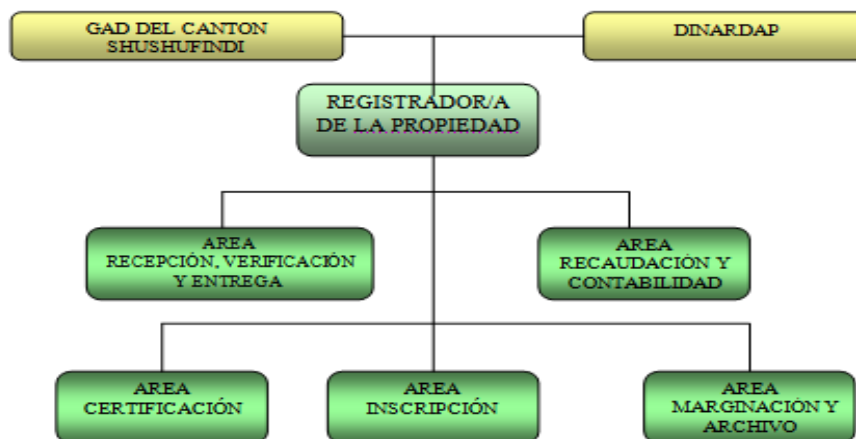 GAD DEL CANTON
SHUSHUFINDI
DINARDAP
REGISTRADOR/A
DE LA PROPIEDAD
AREA
RECEPCIÓN, VERIFICACIÓN
Y ENTREGA
AREA
RECAUDACIÓN Y
CONTABILIDAD
AREA
CERTIFICACIÓN
AREA
INSCRIPCIÓN
AREA
MARGINACIÓN Y
ARCHIVO